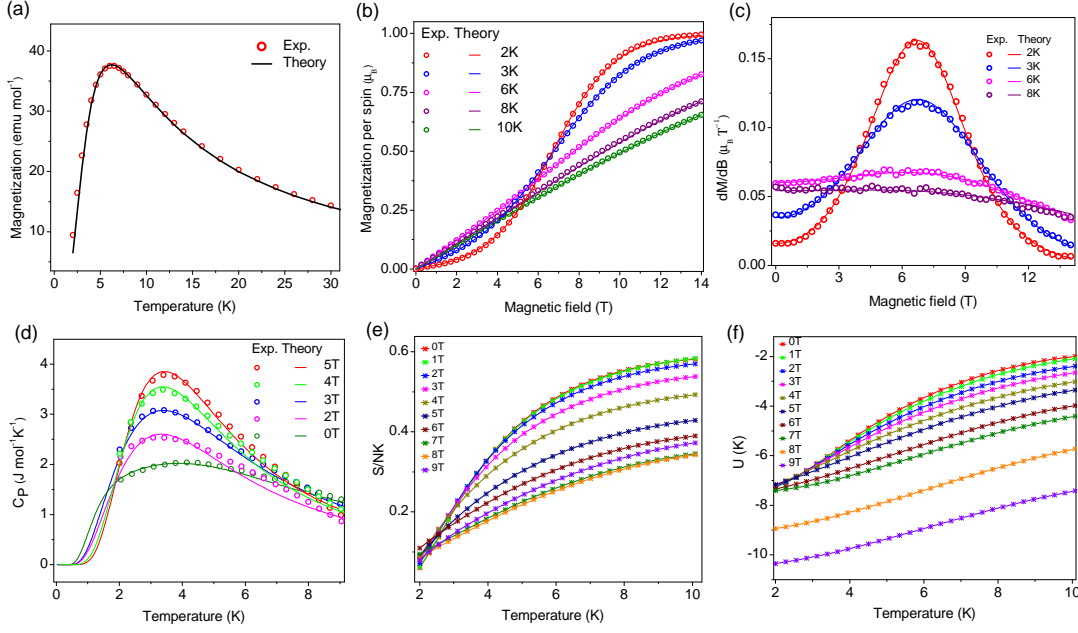 (a)
Magnetization (emu mol⁻¹)
40
30
20
10
0 5 10 15 20 25 30
Temperature (K)
Exp.
Theory
(b)
Magnetization per spin (μB)
1.00
0.75
0.50
0.25
0.00
0 2 4 6 8 10 12 14
Magnetic field (T)
Exp. Theory
2K
3K
6K
8K
10K
(c)
dM/dB (μB T⁻¹)
0.15
0.10
0.05
0.00
0 3 6 9 12
Magnetic field (T)
Exp. Theory
2K
3K
6K
8K
(d)
CP (J mol⁻¹K⁻¹)
4
3
2
1
0
0 2 4 6 8
Temperature (K)
Exp. Theory
5T
4T
3T
2T
0T
(e)
S/NK
0.6
0.4
0.2
2 4 6 8 10
Temperature (K)
0T
1T
2T
3T
4T
5T
6T
7T
8T
9T
(f)
U (K)
-2
-4
-6
-8
-10
2 4 6 8 10
Temperature (K)
0T
1T
2T
3T
4T
5T
6T
7T
8T
9T